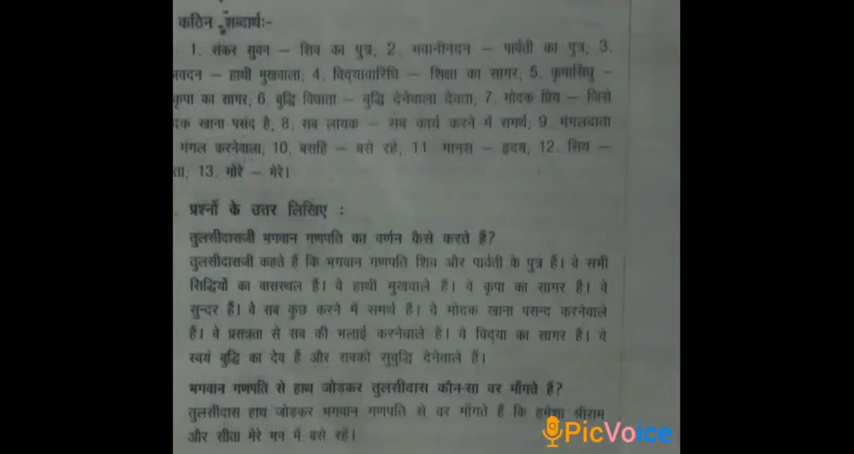 कठिन शब्दार्थ:-
1. संकर सुवन – शिव का पुत्र, 2. भवानीनंदन – पार्वती का पुत्र, 3.
जवदन – हाथी मुखवाला, 4. विद्यावारिधि – शिक्षा का सागर, 5. कृपासिंधु –
कृपा का सागर, 6. बुद्धि विधाता – बुद्धि देनेवाला देवता, 7. मोदक प्रिय – जिसे
दक खाना पसंद है, 8. सब लायक – सब कार्य करने में समर्थ, 9. मंगलदाता
मंगल करनेवाला, 10. बसहि – बसे रहे, 11 मानस – हृदय, 12. सिय –
ता, 13. मोरे – मेरे।
प्रश्नों के उत्तर लिखिए :
तुलसीदासजी भगवान गणपति का वर्णन कैसे करते हैं?
तुलसीदासजी कहते हैं कि भगवान गणपति शिव और पार्वती के पुत्र हैं। वे सभी
सिद्धियों का वासस्थल हैं। वे हाथी मुखवाले हैं। वे कृपा का सागर हैं। वे
सुन्दर हैं। वे सब कुछ करने में समर्थ हैं। वे मोदक खाना पसन्द करनेवाले
हैं। वे प्रसन्नता से सब की भलाई करनेवाले हैं। वे विद्या का सागर हैं। वे
स्वयं बुद्धि का देव हैं और सबको सुबुद्धि देनेवाले हैं।
भगवान गणपति से हाथ जोड़कर तुलसीदास कौन-सा वर माँगते हैं?
तुलसीदास हाथ जोड़कर भगवान गणपति से वर माँगते हैं कि हमेशा श्रीराम
और सीता मेरे मन में बसे रहें।
PicVoice